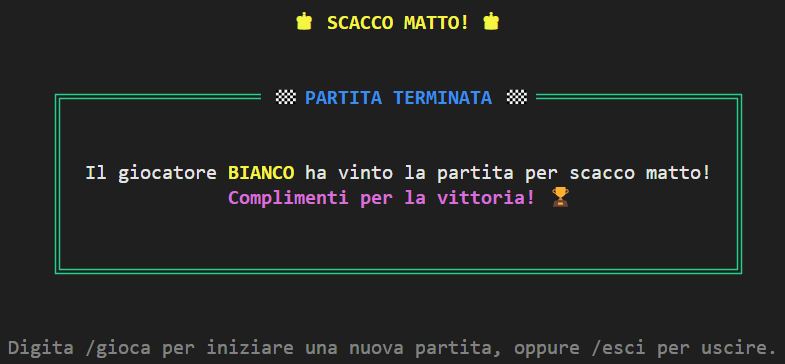 SCACCO MATTO!
PARTITA TERMINATA
Il giocatore BIANCO ha vinto la partita per scacco matto!
Complimenti per la vittoria! 🏆
Digita /gioca per iniziare una nuova partita, oppure /esci per uscire.